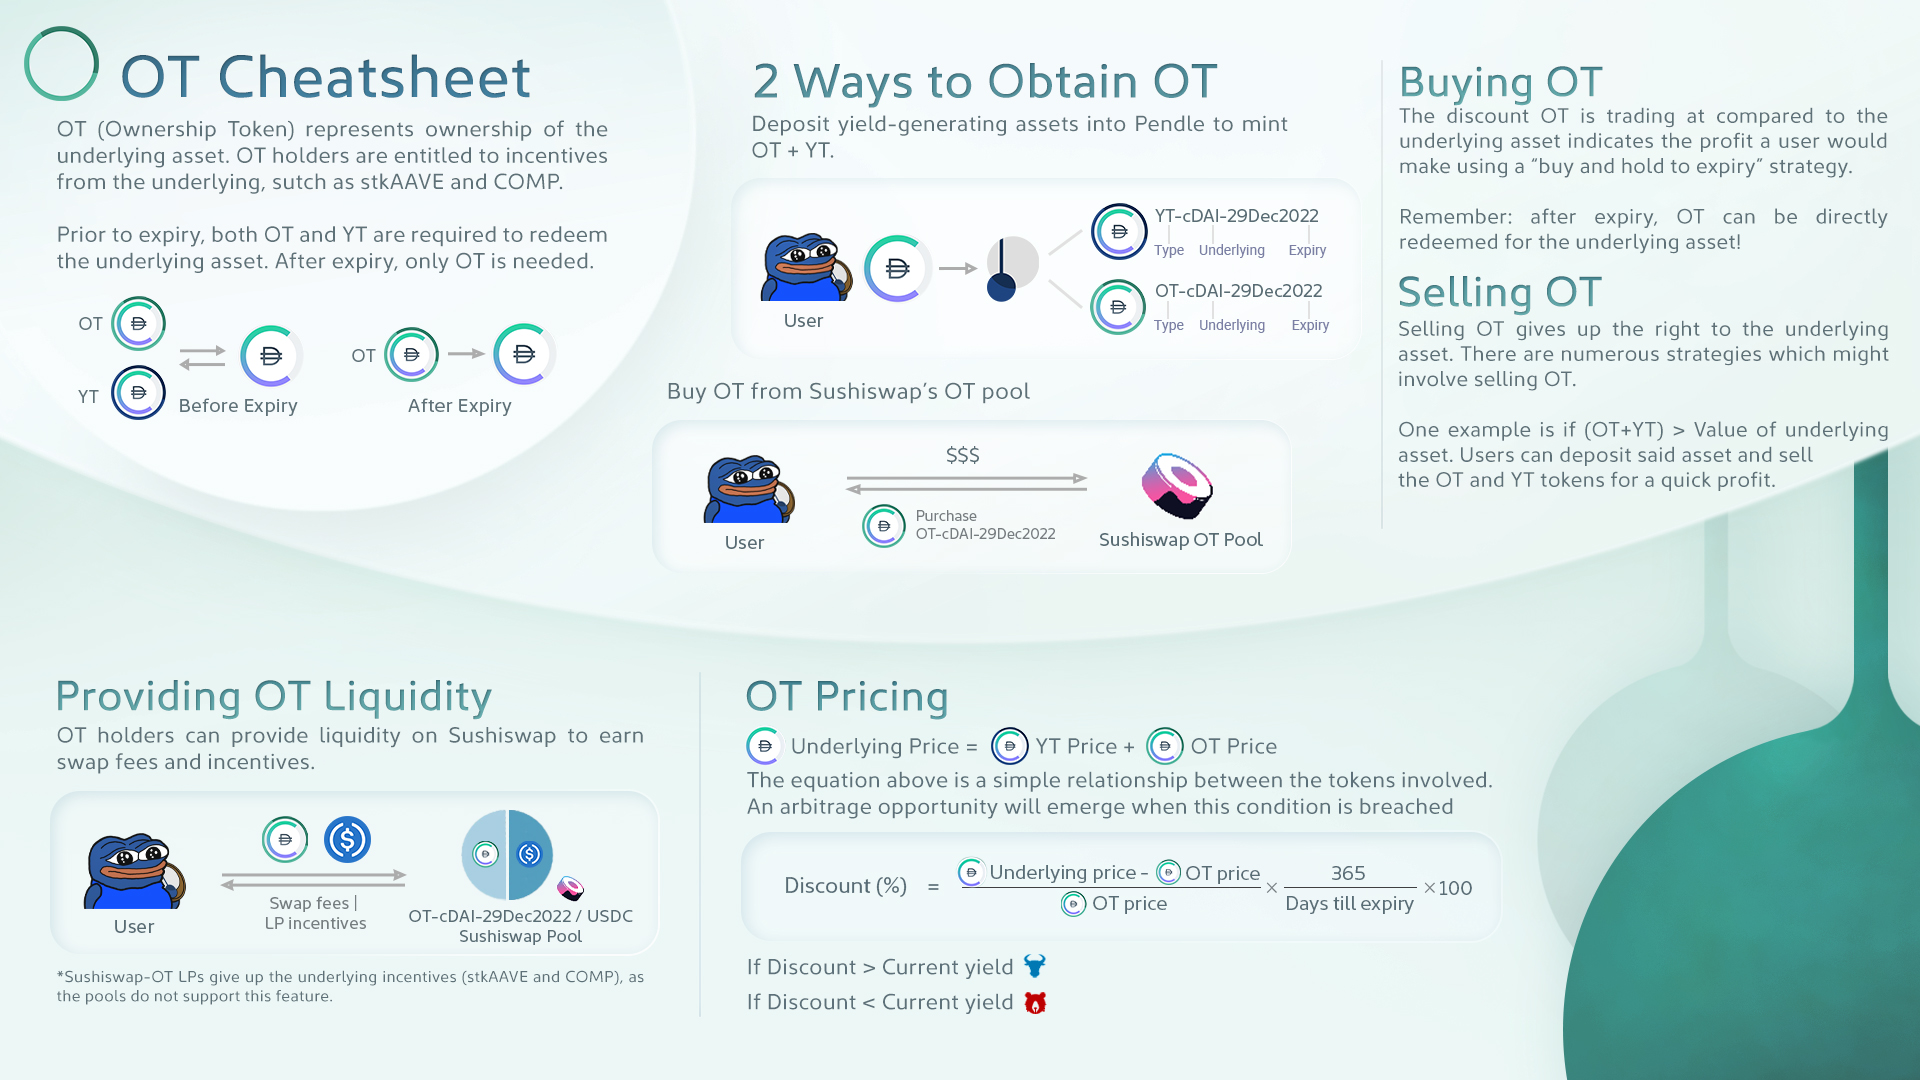 OT Cheatsheet
OT (Ownership Token) represents ownership of the
underlying asset. OT holders are entitled to incentives
from the underlying, sutch as stkAAVE and COMP.
Prior to expiry, both OT and YT are required to redeem
the underlying asset. After expiry, only OT is needed.
OT
YT
Before Expiry
OT
After Expiry
2 Ways to Obtain OT
Deposit yield-generating assets into Pendle to mint
OT + YT.
User
YT-cDAI-29Dec2022
Type Underlying Expiry
OT-cDAI-29Dec2022
Type Underlying Expiry
Buy OT from Sushiswap’s OT pool
User
$$$
Purchase
OT-cDAI-29Dec2022
Sushiswap OT Pool
Buying OT
The discount OT is trading at compared to the
underlying asset indicates the profit a user would
make using a “buy and hold to expiry” strategy.
Remember: after expiry, OT can be directly
redeemed for the underlying asset!
Selling OT
Selling OT gives up the right to the underlying
asset. There are numerous strategies which might
involve selling OT.
One example is if (OT+YT) > Value of underlying
asset. Users can deposit said asset and sell
the OT and YT tokens for a quick profit.
Providing OT Liquidity
OT holders can provide liquidity on Sushiswap to earn
swap fees and incentives.
User
Swap fees |
LP incentives
OT-cDAI-29Dec2022 / USDC
Sushiswap Pool
*Sushiswap-OT LPs give up the underlying incentives (stkAAVE and COMP), as
the pools do not support this feature.
OT Pricing
Underlying Price = YT Price + OT Price
The equation above is a simple relationship between the tokens involved.
An arbitrage opportunity will emerge when this condition is breached
Discount (%) = Underlying price - OT price × 365 ×100
OT price Days till expiry
If Discount > Current yield
If Discount < Current yield